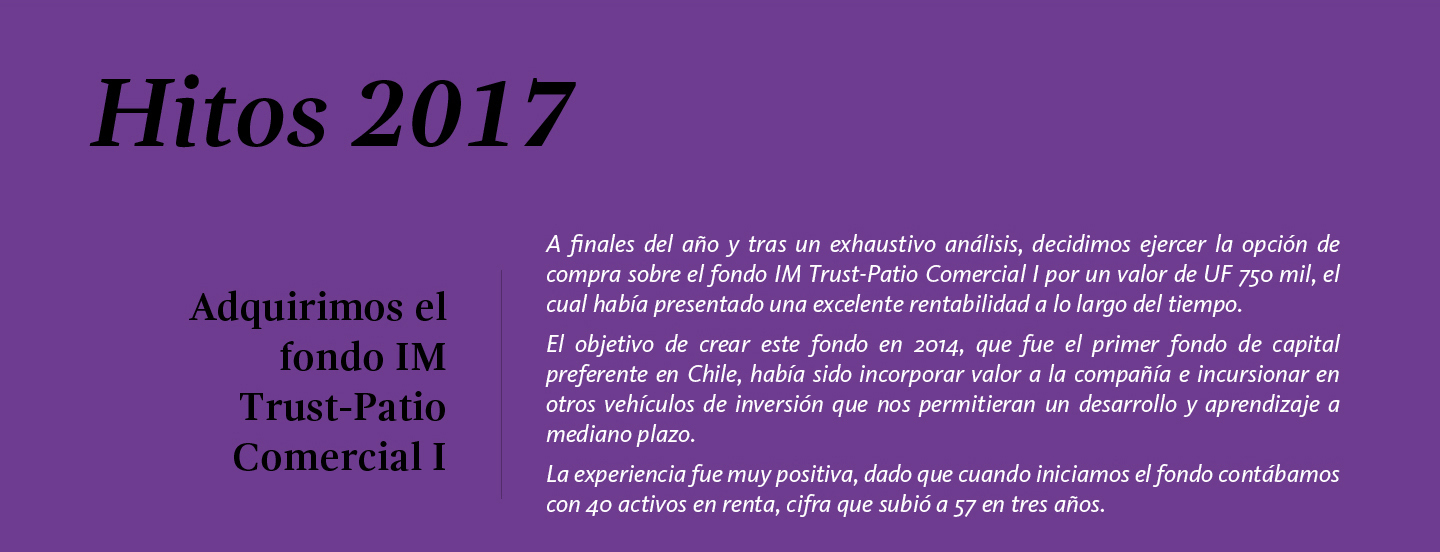 Hitos 2017
Adquirimos el
fondo IM
Trust-Patio
Comercial I
A finales del año y tras un exhaustivo análisis, decidimos ejercer la opción de
compra sobre el fondo IM Trust-Patio Comercial I por un valor de UF 750 mil, el
cual había presentado una excelente rentabilidad a lo largo del tiempo.
El objetivo de crear este fondo en 2014, que fue el primer fondo de capital
preferente en Chile, había sido incorporar valor a la compañía e incursionar en
otros vehículos de inversión que nos permitieran un desarrollo y aprendizaje a
mediano plazo.
La experiencia fue muy positiva, dado que cuando iniciamos el fondo contábamos
con 40 activos en renta, cifra que subió a 57 en tres años.